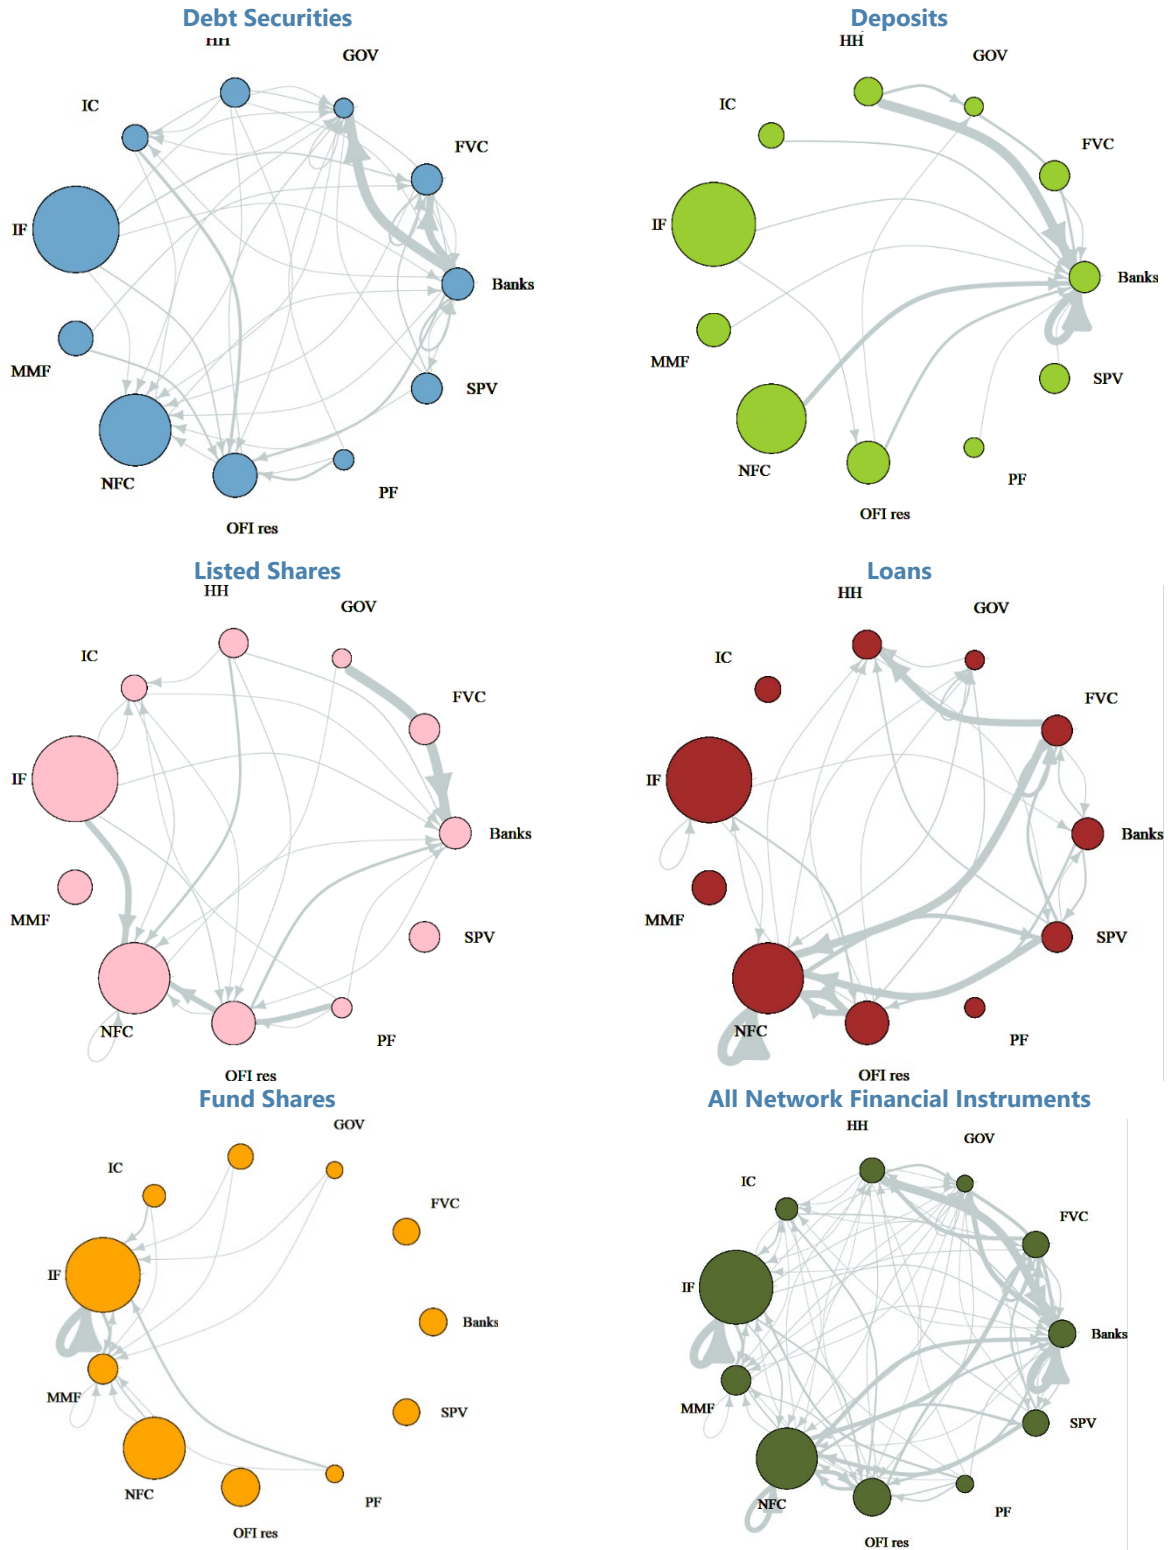 Debt Securities
HH
GOV
IC
FVC
IF
Banks
MMF
SPV
NFC
PF
OFI res
Deposits
HH
GOV
IC
FVC
IF
Banks
MMF
SPV
NFC
PF
OFI res
Listed Shares
HH
GOV
IC
FVC
IF
Banks
MMF
SPV
NFC
PF
OFI res
Loans
HH
GOV
IC
FVC
IF
Banks
MMF
SPV
NFC
PF
OFI res
Fund Shares
GOV
IC
FVC
IF
Banks
MMF
SPV
NFC
PF
OFI res
All Network Financial Instruments
HH
GOV
IC
FVC
IF
Banks
MMF
SPV
NFC
PF
OFI res